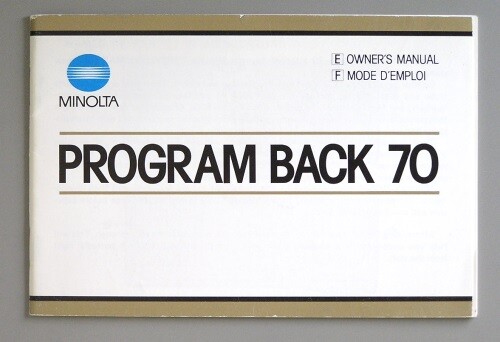 E OWNER'S MANUAL
F MODE D'EMPLOI
MINOLTA
PROGRAM BACK 70